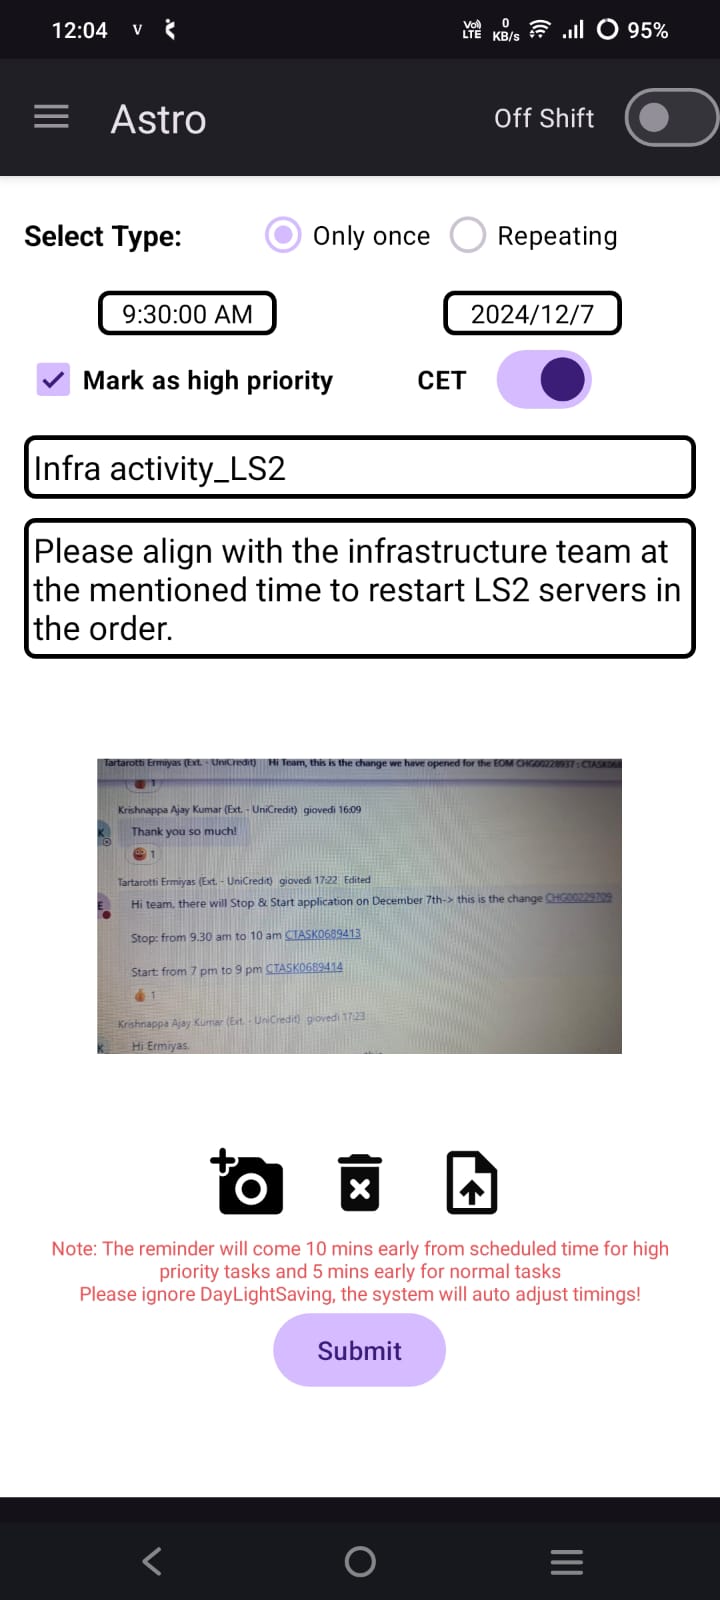 12:04 V VoD LTE 0 KB/s 95%
Astro Off Shift
Select Type: Only once Repeating
9:30:00 AM 2024/12/7
Mark as high priority CET
Infra activity_LS2
Please align with the infrastructure team at
the mentioned time to restart LS2 servers in
the order.
Tartarotti Ermiyas (Ext. - UniCredit) Hi Team, this is the change we have opened for the EOM CHG00228937 : 
1
Krishnappa Ajay Kumar (Ext. - UniCredit) giovedì 16:09
K Thank you so much!
1
Tartarotti Ermiyas (Ext. - UniCredit) giovedì 17:22 Edited
E Hi team, there will Stop & Start application on December 7th-> this is the change CHG00229709
Stop: from 9.30 am to 10 am CTASK0689413
Start: from 7 pm to 9 pm CTASK0689414
1
Krishnappa Ajay Kumar (Ext. - UniCredit) giovedì 17:23
K Hi Ermiyas,
Note: The reminder will come 10 mins early from scheduled time for high
priority tasks and 5 mins early for normal tasks
Please ignore DayLightSaving, the system will auto adjust timings!
Submit